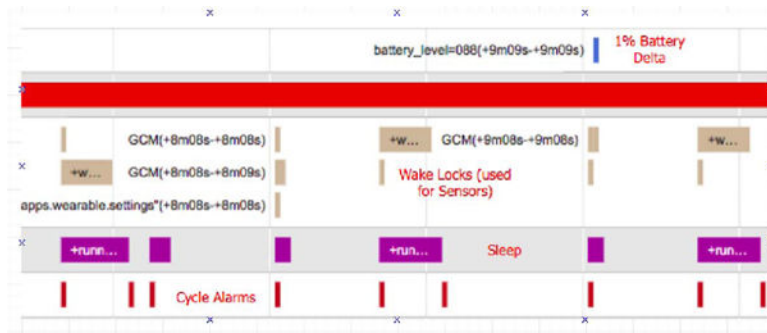 battery_level=088(+9m09s-+9m09s)
1% Battery
Delta
GCM(+8m08s-+8m08s)
+w...
GCM(+9m08s-+9m08s)
+w...
+w...
GCM(+8m08s-+8m09s)
Wake Locks (used
for Sensors)
apps.wearable.settings"(+8m08s-+8m08s)
+runn...
+run...
Sleep
+run...
Cycle Alarms